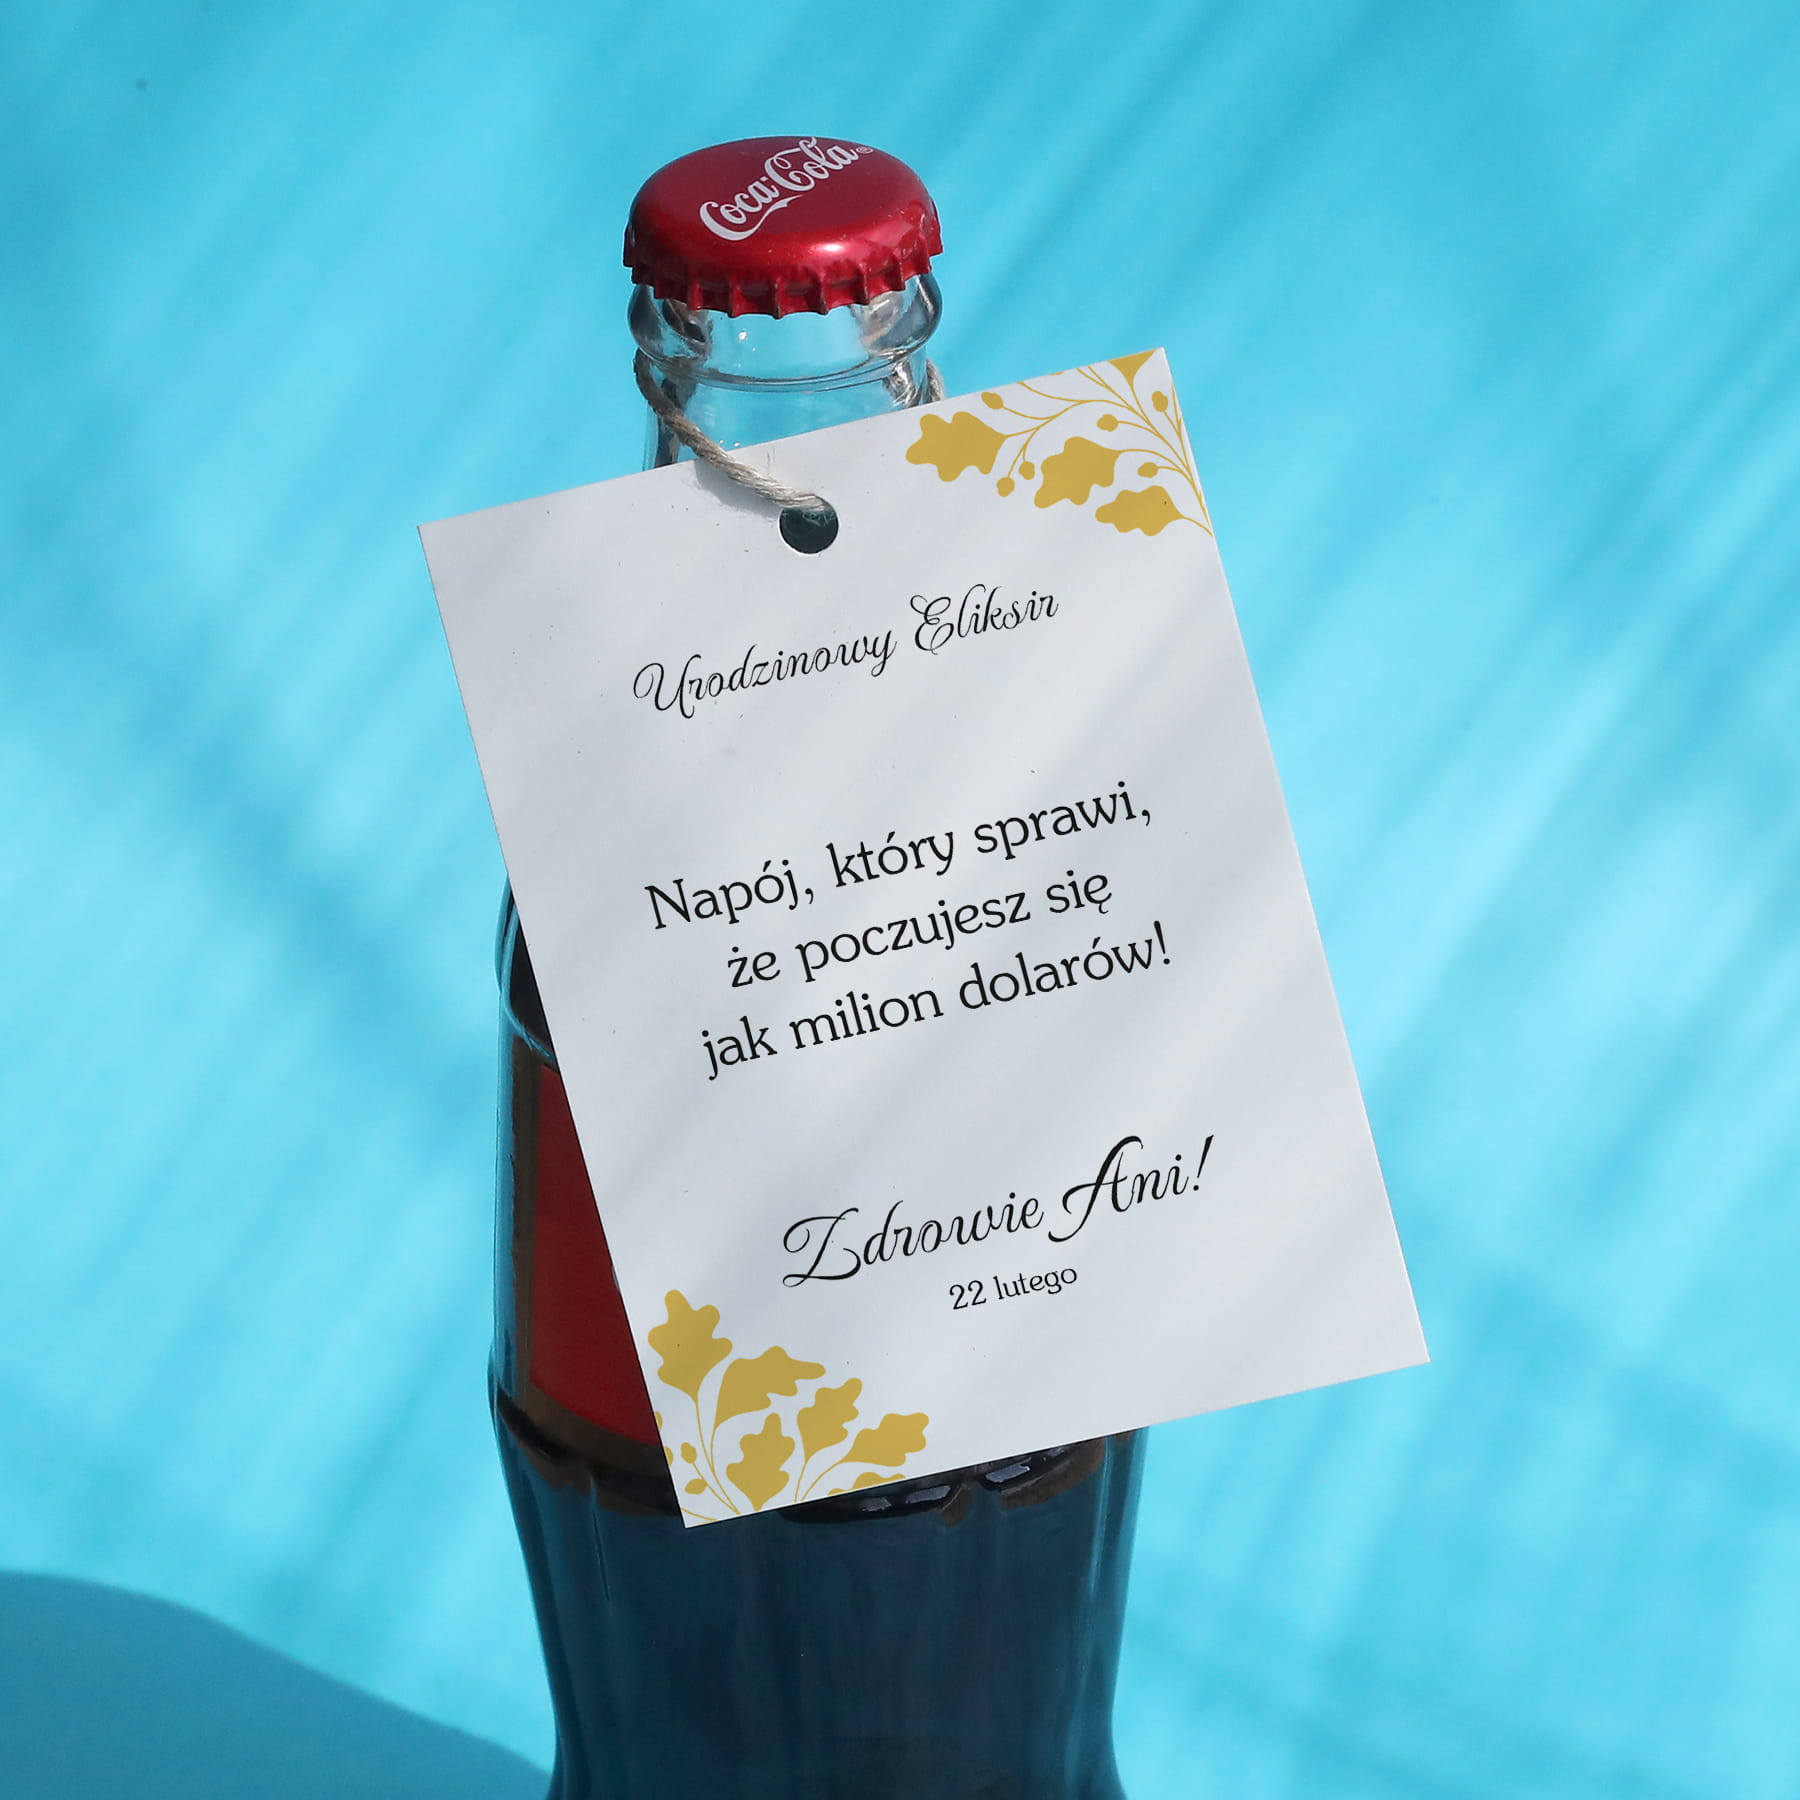 Coca-Cola®
Urodzinowy Eliksir
Napój, który sprawi,
że poczujesz się
jak milion dolarów!
Zdrowie Ani!
22 lutego